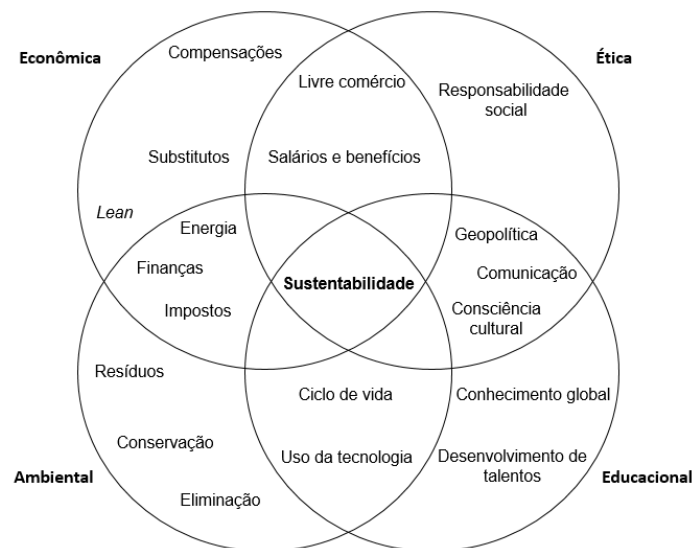 Econômica
Compensações
Ética
Livre comércio
Responsabilidade
social
Substitutos
Salários e benefícios
Lean
Energia
Geopolítica
Finanças
Comunicação
Sustentabilidade
Impostos
Consciência
cultural
Resíduos
Ciclo de vida
Conhecimento global
Conservação
Uso da tecnologia
Desenvolvimento de
talentos
Ambiental
Educacional
Eliminação